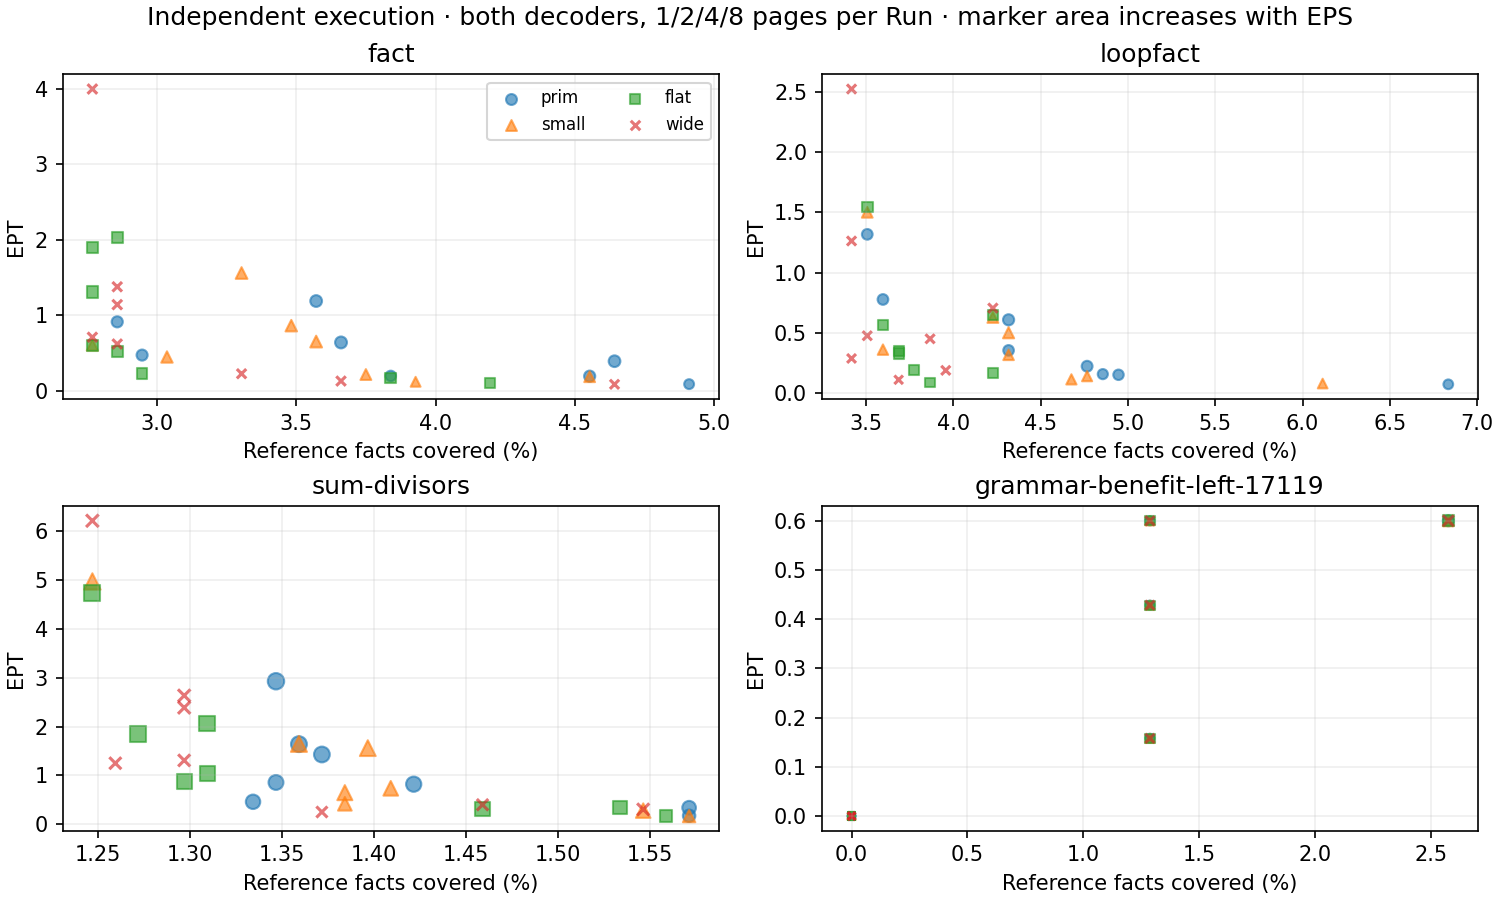 Independent execution · both decoders, 1/2/4/8 pages per Run · marker area increases with EPS
fact
4
3
2
1
0
EPT
prim
flat
small
wide
3.0 3.5 4.0 4.5 5.0
Reference facts covered (%)
loopfact
2.5
2.0
1.5
1.0
0.5
0.0
EPT
3.5 4.0 4.5 5.0 5.5 6.0 6.5 7.0
Reference facts covered (%)
sum-divisors
6
5
4
3
2
1
0
EPT
1.25 1.30 1.35 1.40 1.45 1.50 1.55
Reference facts covered (%)
grammar-benefit-left-17119
0.6
0.5
0.4
0.3
0.2
0.1
0.0
EPT
0.0 0.5 1.0 1.5 2.0 2.5
Reference facts covered (%)